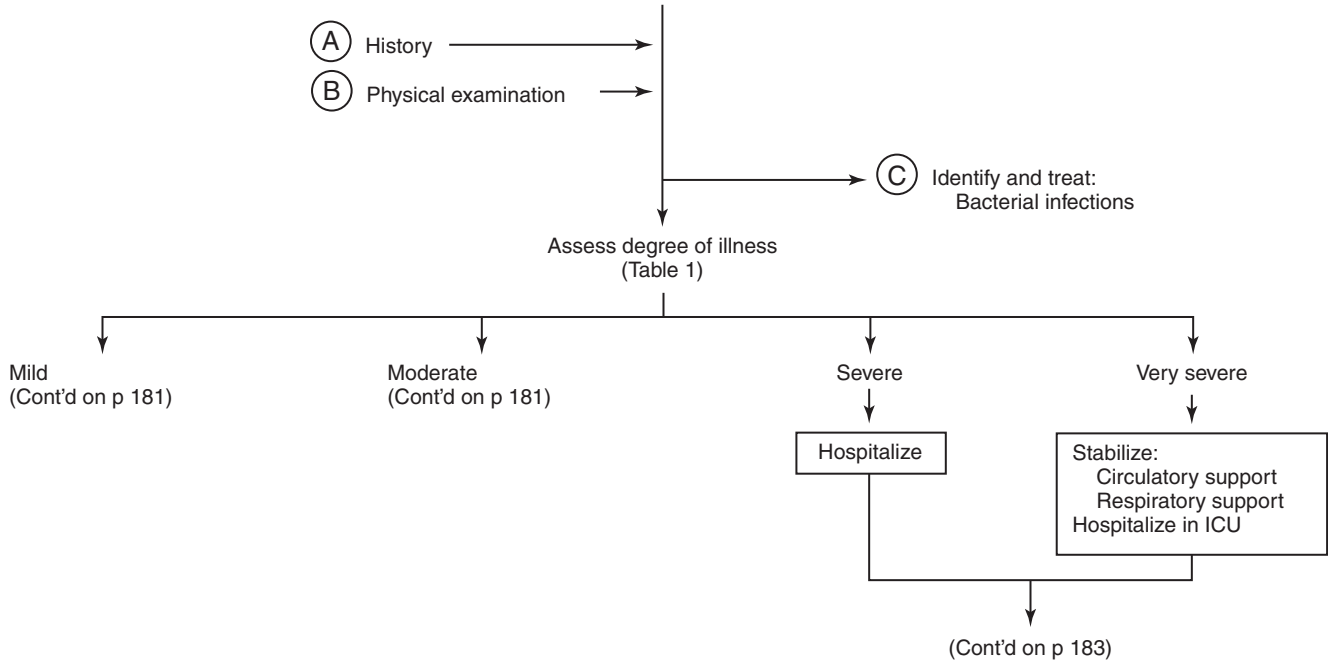 A History
B Physical examination
C Identify and treat:
Bacterial infections
Assess degree of illness
(Table 1)
Mild
(Cont'd on p 181)
Moderate
(Cont'd on p 181)
Severe
Hospitalize
Very severe
Stabilize:
Circulatory support
Respiratory support
Hospitalize in ICU
(Cont'd on p 183)